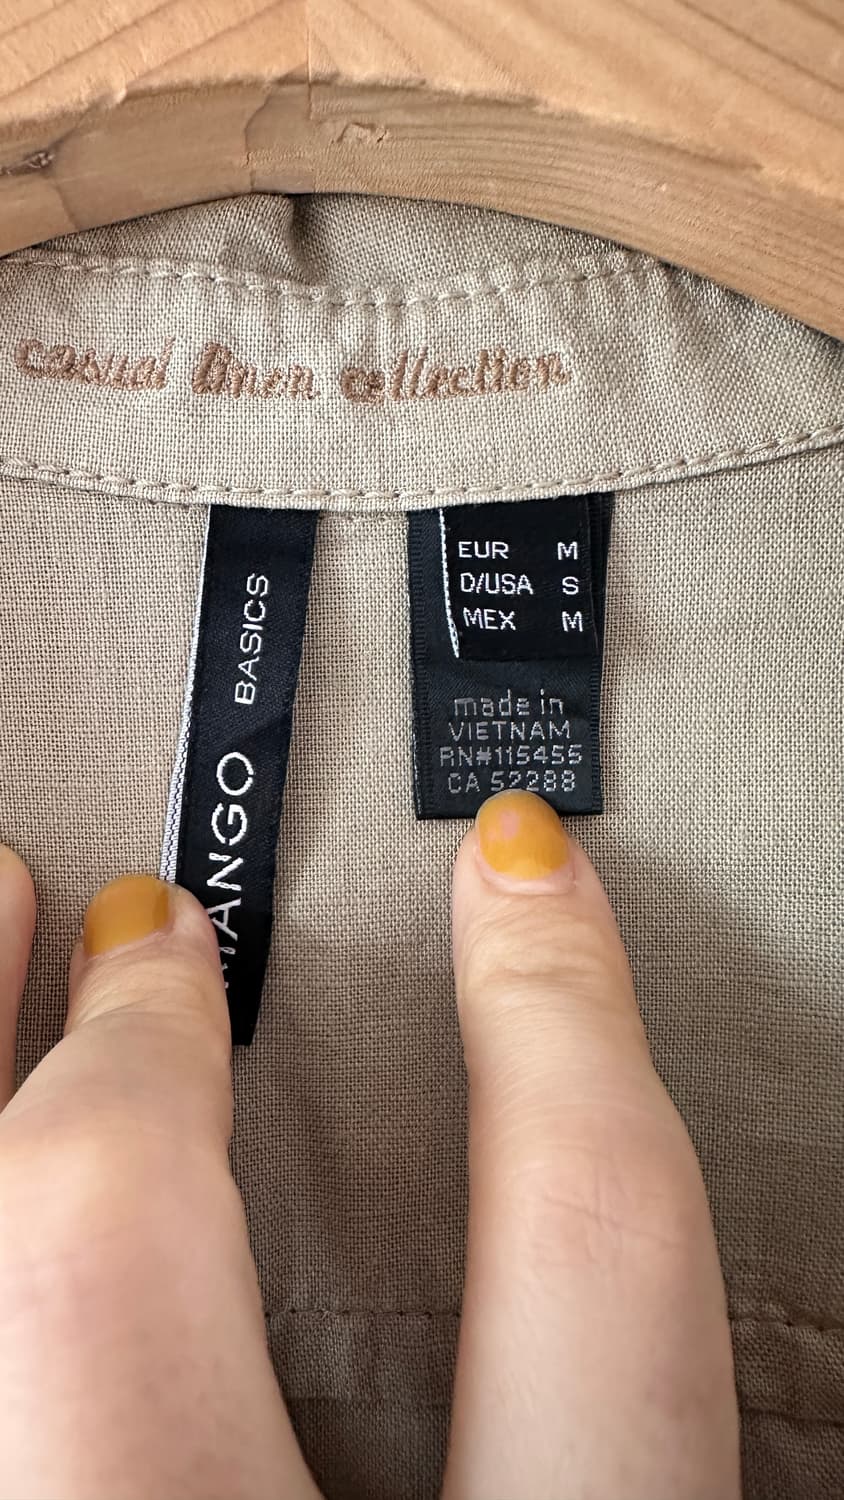 casual linen collection
MANGO BASICS
EUR M
D/USA S
MEX M
made in
VIETNAM
RN#115455
CA 52288